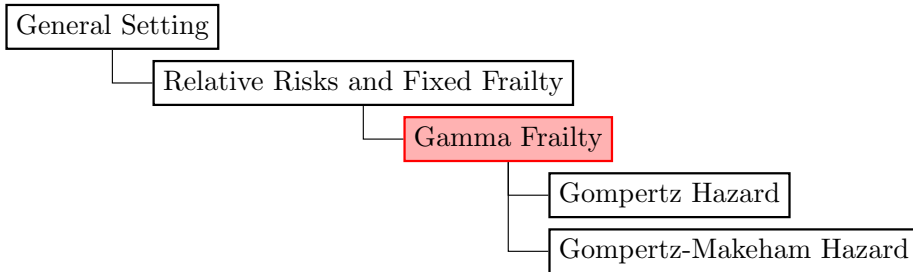 General Setting
Relative Risks and Fixed Frailty
Gamma Frailty
Gompertz Hazard
Gompertz-Makeham Hazard